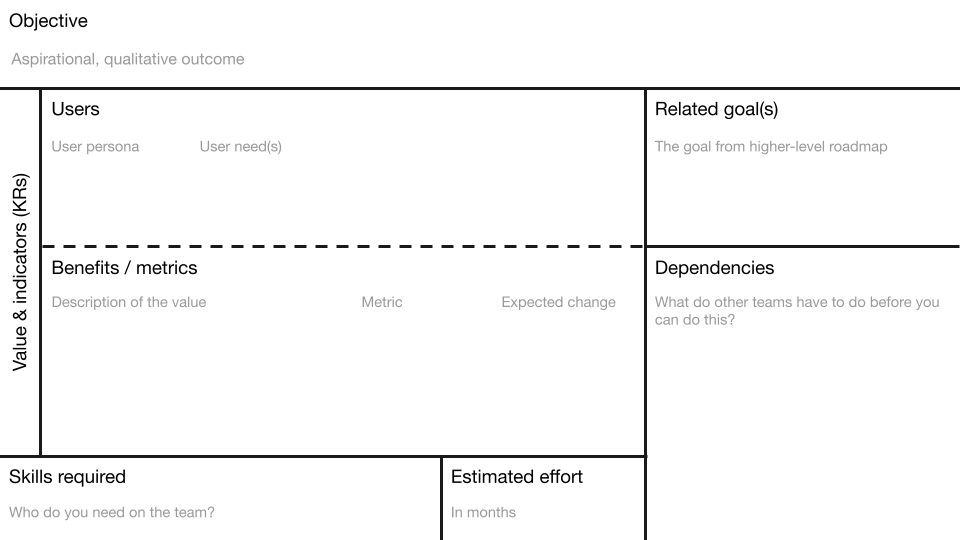 Objective
Aspirational, qualitative outcome
Value & indicators (KRs)
Users
User persona
User need(s)
Related goal(s)
The goal from higher-level roadmap
Benefits / metrics
Description of the value
Metric
Expected change
Dependencies
What do other teams have to do before you
can do this?
Skills required
Who do you need on the team?
Estimated effort
In months